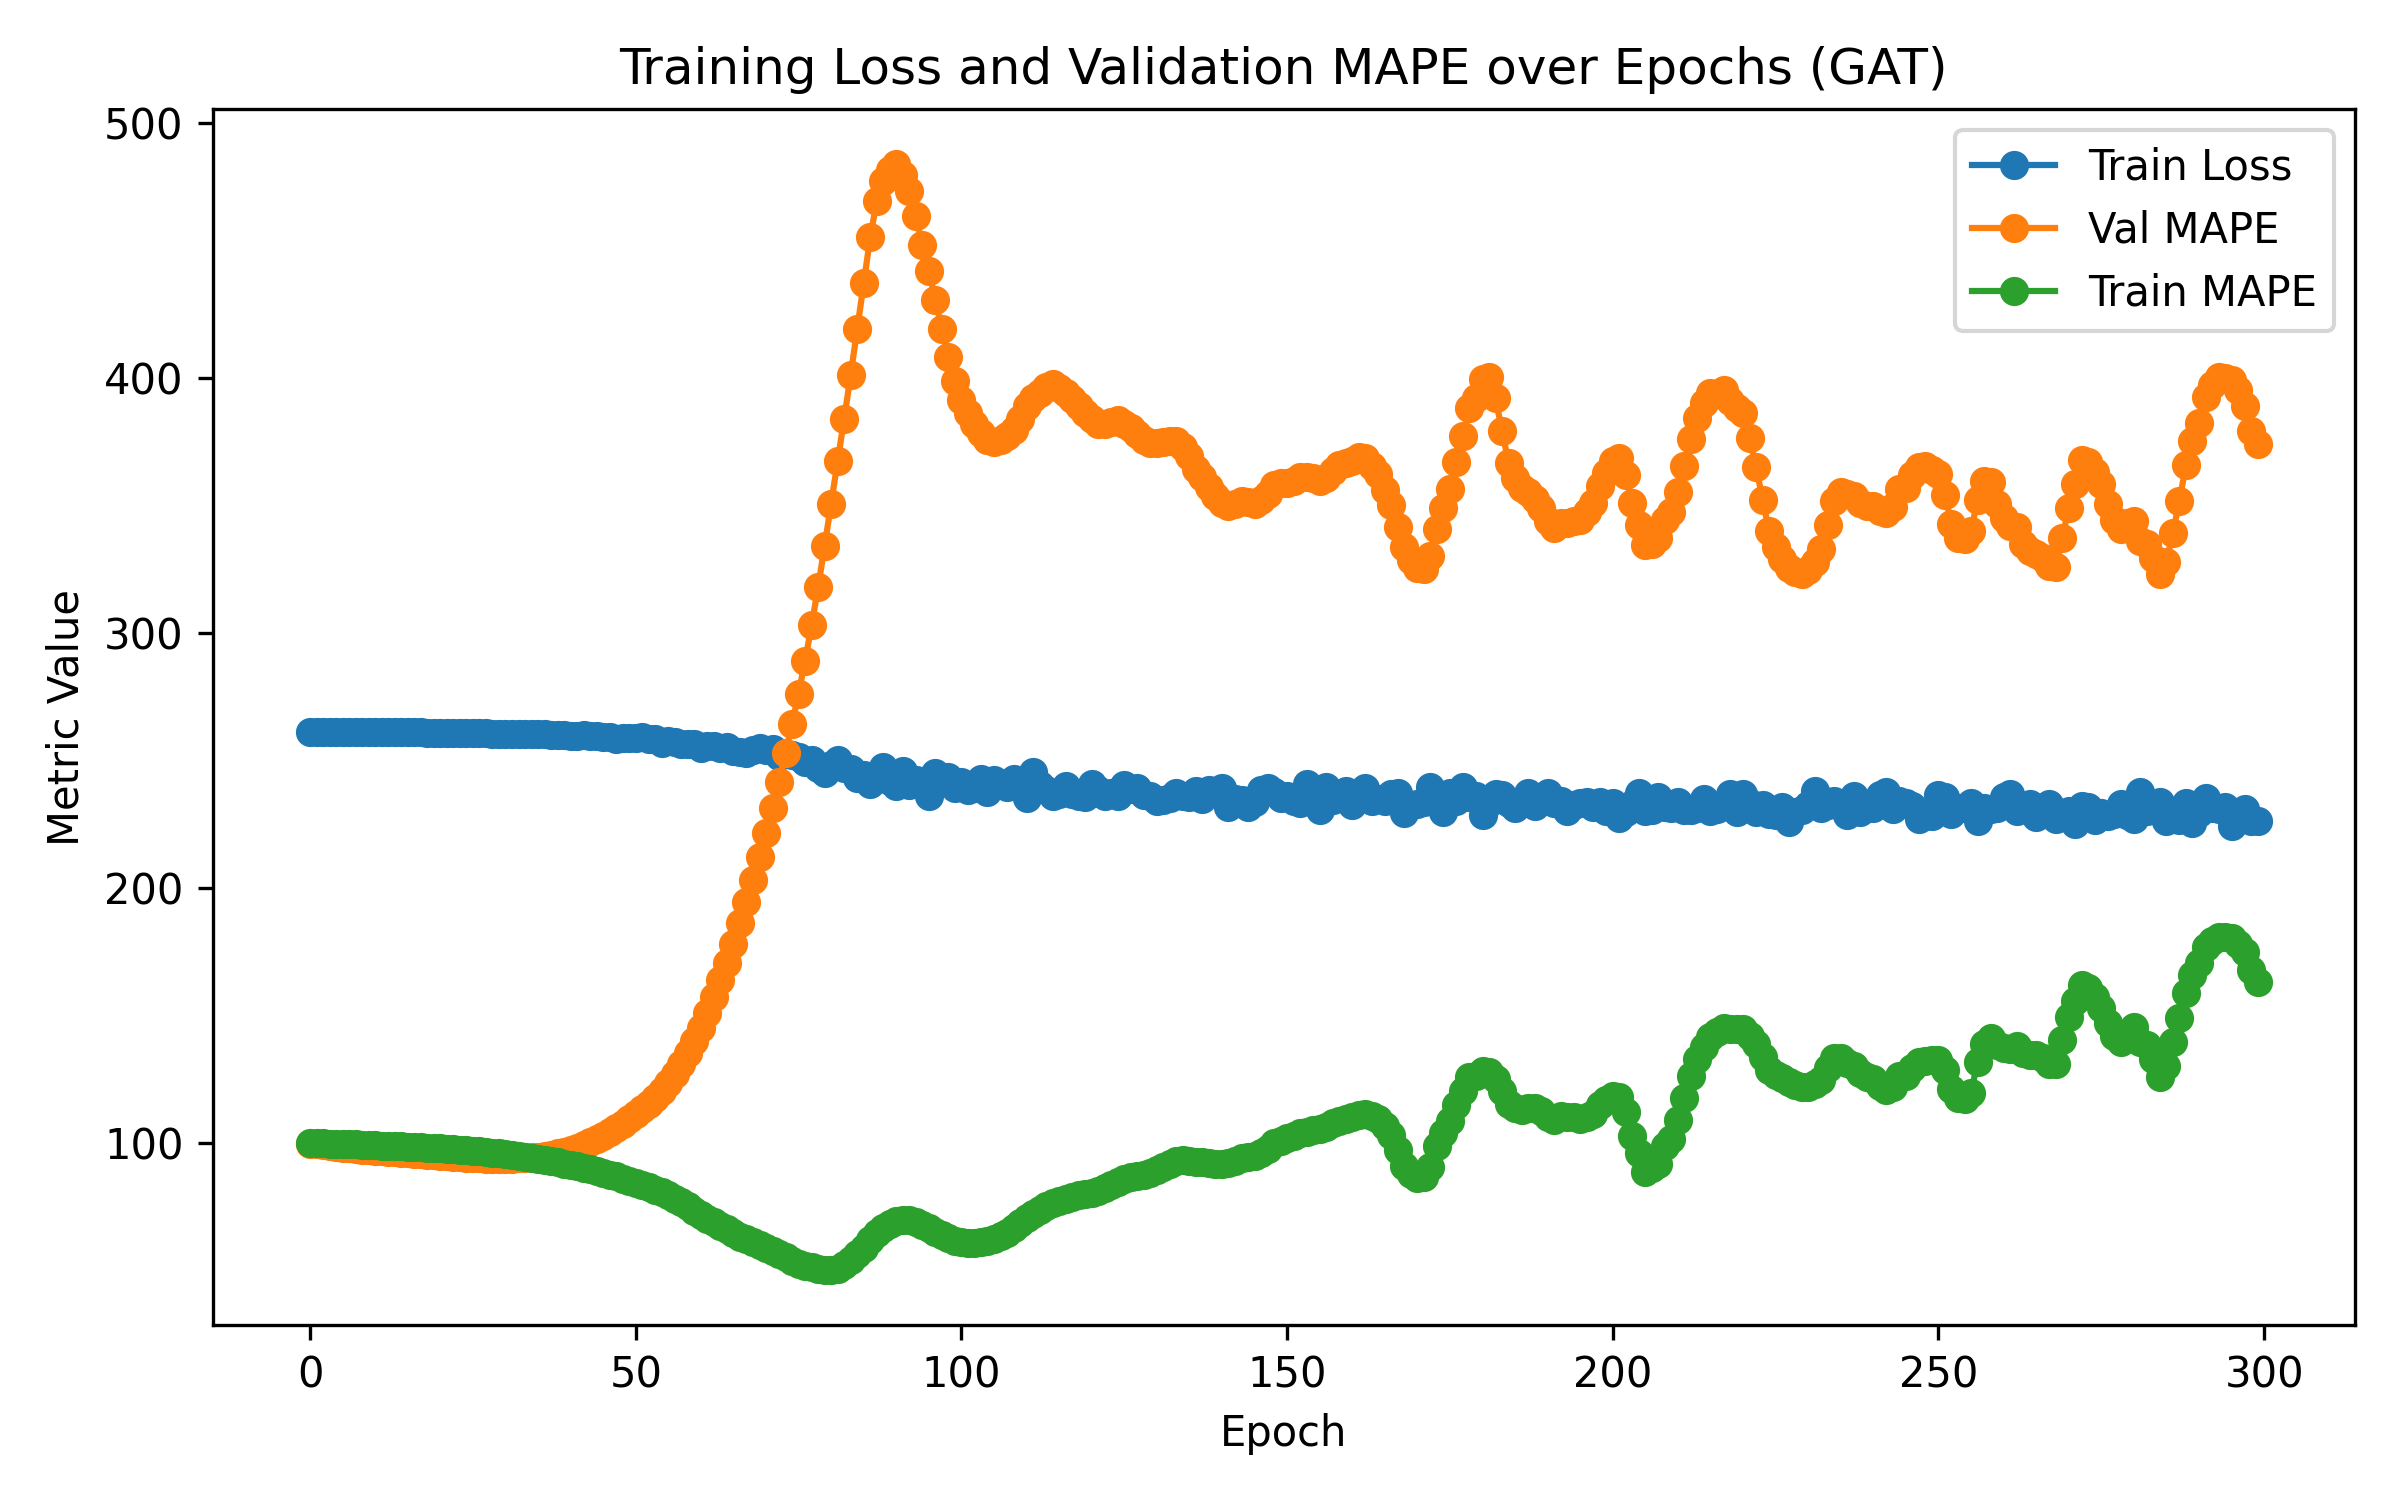 Training Loss and Validation MAPE over Epochs (GAT)
500
400
300
200
100
Metric Value
Train Loss
Val MAPE
Train MAPE
0 50 100 150 200 250 300
Epoch